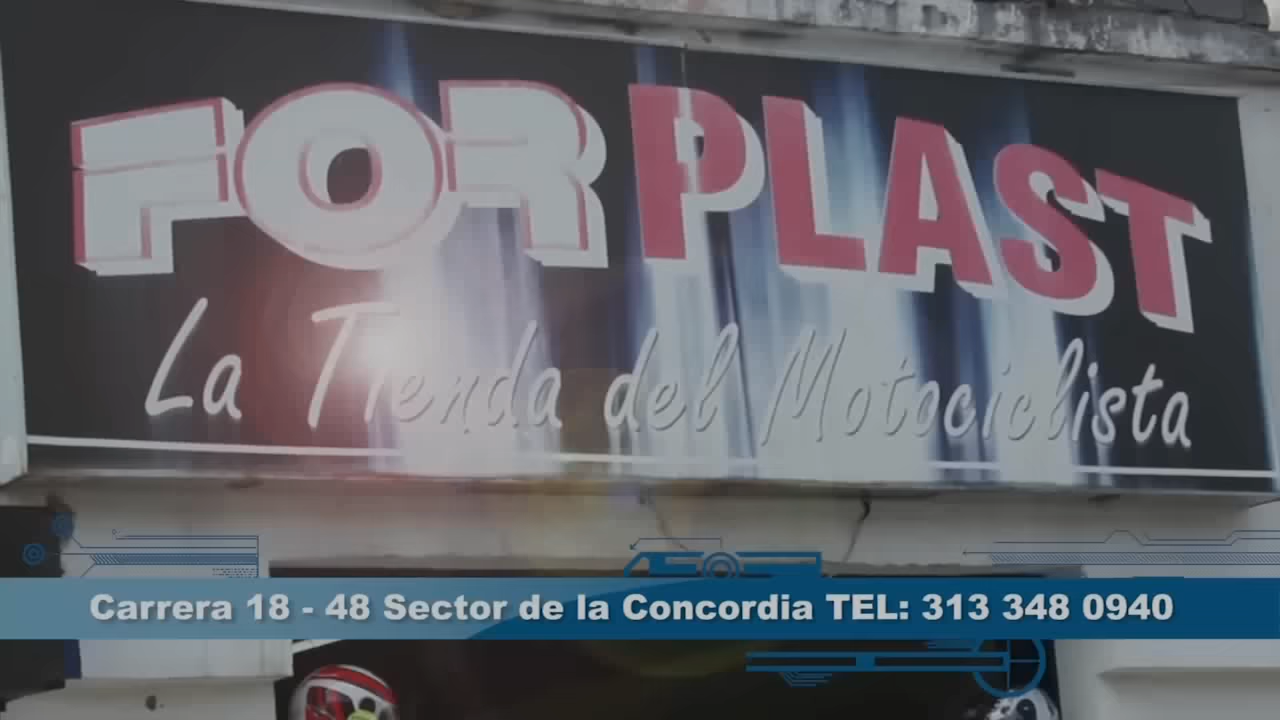 FOR PLAST
La Tienda del Motociclista
Carrera 18 - 48 Sector de la Concordia TEL: 313 348 0940